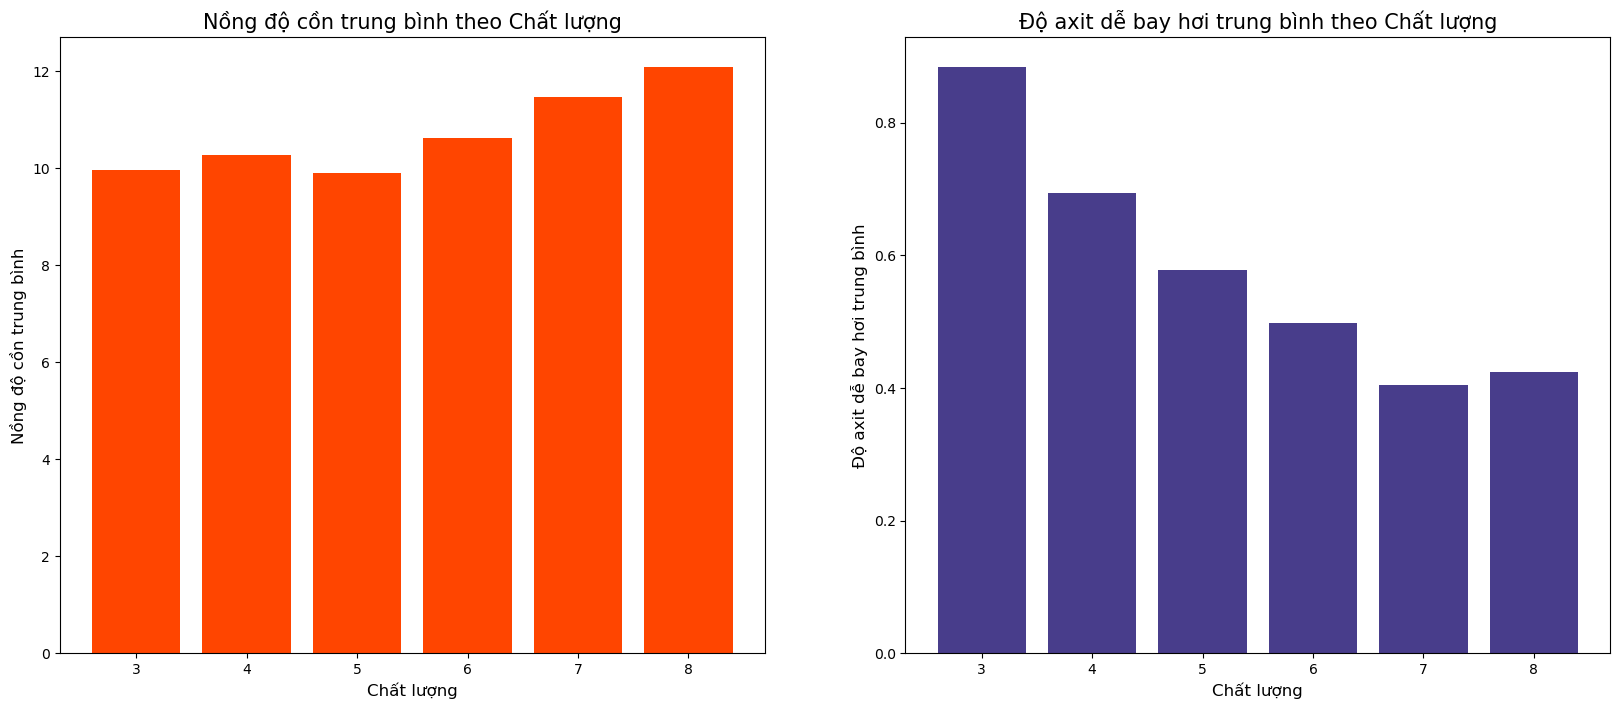 Nồng độ cồn trung bình theo Chất lượng
Nồng độ cồn trung bình
12
10
8
6
4
2
0
3 4 5 6 7 8
Chất lượng
Độ axit dễ bay hơi trung bình theo Chất lượng
Độ axit dễ bay hơi trung bình
0.8
0.6
0.4
0.2
0.0
3 4 5 6 7 8
Chất lượng